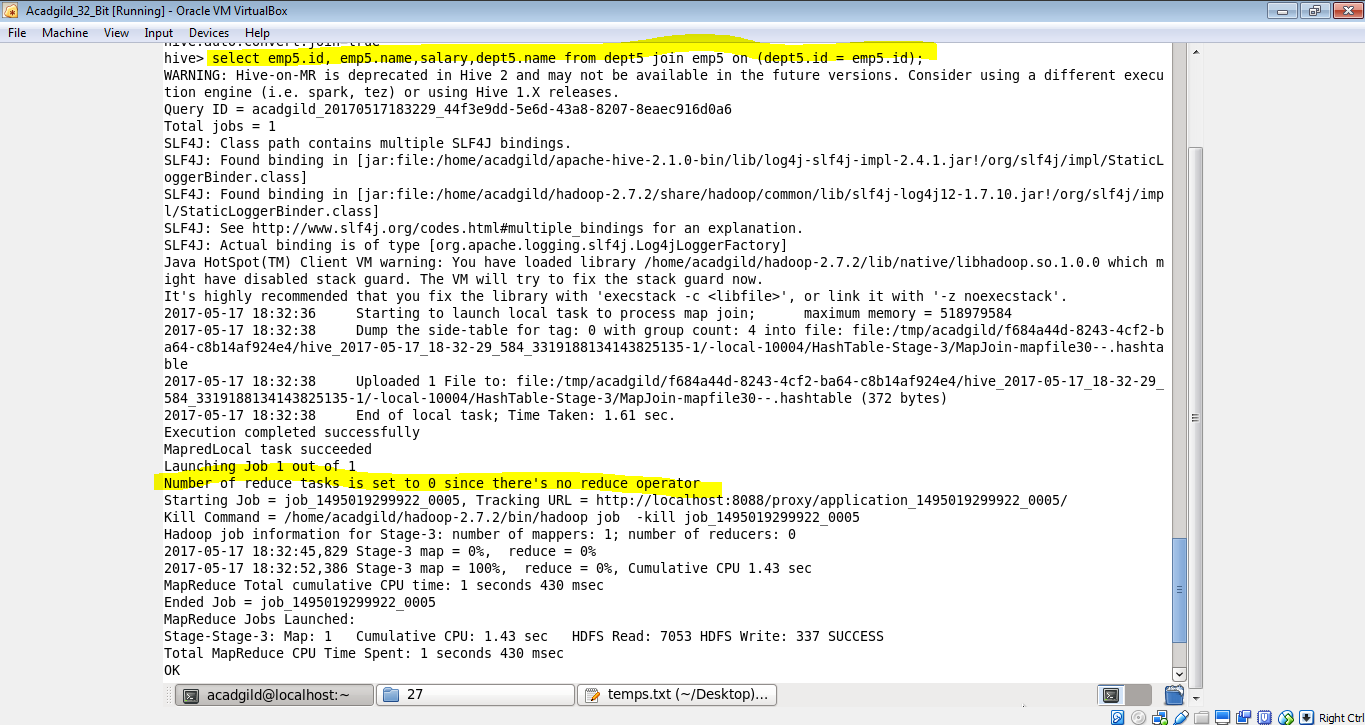 Acadgild_32_Bit [Running] - Oracle VM VirtualBox
File Machine View Input Devices Help
hive.auto.convert.join=true
hive> select emp5.id, emp5.name,salary,dept5.name from dept5 join emp5 on (dept5.id = emp5.id);
WARNING: Hive-on-MR is deprecated in Hive 2 and may not be available in the future versions. Consider using a different execu
tion engine (i.e. spark, tez) or using Hive 1.X releases.
Query ID = acadgild_20170517183229_44f3e9dd-5e6d-43a8-8207-8eaec916d0a6
Total jobs = 1
SLF4J: Class path contains multiple SLF4J bindings.
SLF4J: Found binding in [jar:file:/home/acadgild/apache-hive-2.1.0-bin/lib/log4j-slf4j-impl-2.4.1.jar!/org/slf4j/impl/StaticL
oggerBinder.class]
SLF4J: Found binding in [jar:file:/home/acadgild/hadoop-2.7.2/share/hadoop/common/lib/slf4j-log4j12-1.7.10.jar!/org/slf4j/imp
l/StaticLoggerBinder.class]
SLF4J: See http://www.slf4j.org/codes.html#multiple_bindings for an explanation.
SLF4J: Actual binding is of type [org.apache.logging.slf4j.Log4jLoggerFactory]
Java HotSpot(TM) Client VM warning: You have loaded library /home/acadgild/hadoop-2.7.2/lib/native/libhadoop.so.1.0.0 which m
ight have disabled stack guard. The VM will try to fix the stack guard now.
It's highly recommended that you fix the library with 'execstack -c <libfile>', or link it with '-z noexecstack'.
2017-05-17 18:32:36     Starting to launch local task to process map join;      maximum memory = 518979584
2017-05-17 18:32:38     Dump the side-table for tag: 0 with group count: 4 into file: file:/tmp/acadgild/f684a44d-8243-4cf2-b
a64-c8b14af924e4/hive_2017-05-17_18-32-29_584_3319188134143825135-1/-local-10004/HashTable-Stage-3/MapJoin-mapfile30--.hashta
ble
2017-05-17 18:32:38     Uploaded 1 File to: file:/tmp/acadgild/f684a44d-8243-4cf2-ba64-c8b14af924e4/hive_2017-05-17_18-32-29_
584_3319188134143825135-1/-local-10004/HashTable-Stage-3/MapJoin-mapfile30--.hashtable (372 bytes)
2017-05-17 18:32:38     End of local task; Time Taken: 1.61 sec.
Execution completed successfully
MapredLocal task succeeded
Launching Job 1 out of 1
Number of reduce tasks is set to 0 since there's no reduce operator
Starting Job = job_1495019299922_0005, Tracking URL = http://localhost:8088/proxy/application_1495019299922_0005/
Kill Command = /home/acadgild/hadoop-2.7.2/bin/hadoop job  -kill job_1495019299922_0005
Hadoop job information for Stage-3: number of mappers: 1; number of reducers: 0
2017-05-17 18:32:45,829 Stage-3 map = 0%,  reduce = 0%
2017-05-17 18:32:52,386 Stage-3 map = 100%,  reduce = 0%, Cumulative CPU 1.43 sec
MapReduce Total cumulative CPU time: 1 seconds 430 msec
Ended Job = job_1495019299922_0005
MapReduce Jobs Launched:
Stage-Stage-3: Map: 1   Cumulative CPU: 1.43 sec   HDFS Read: 7053 HDFS Write: 337 SUCCESS
Total MapReduce CPU Time Spent: 1 seconds 430 msec
OK
acadgild@localhost:~ 27 temps.txt (~/Desktop)...
Right Ctrl